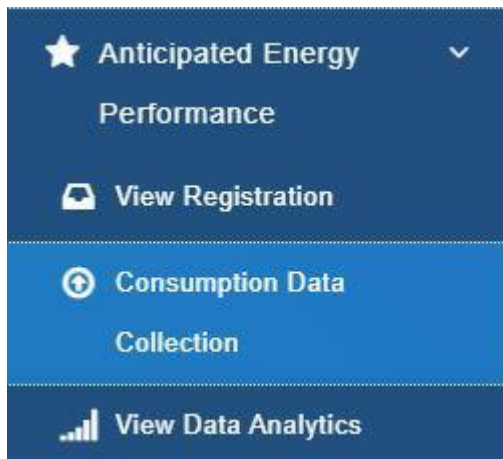 Anticipated Energy
Performance
View Registration
Consumption Data
Collection
View Data Analytics